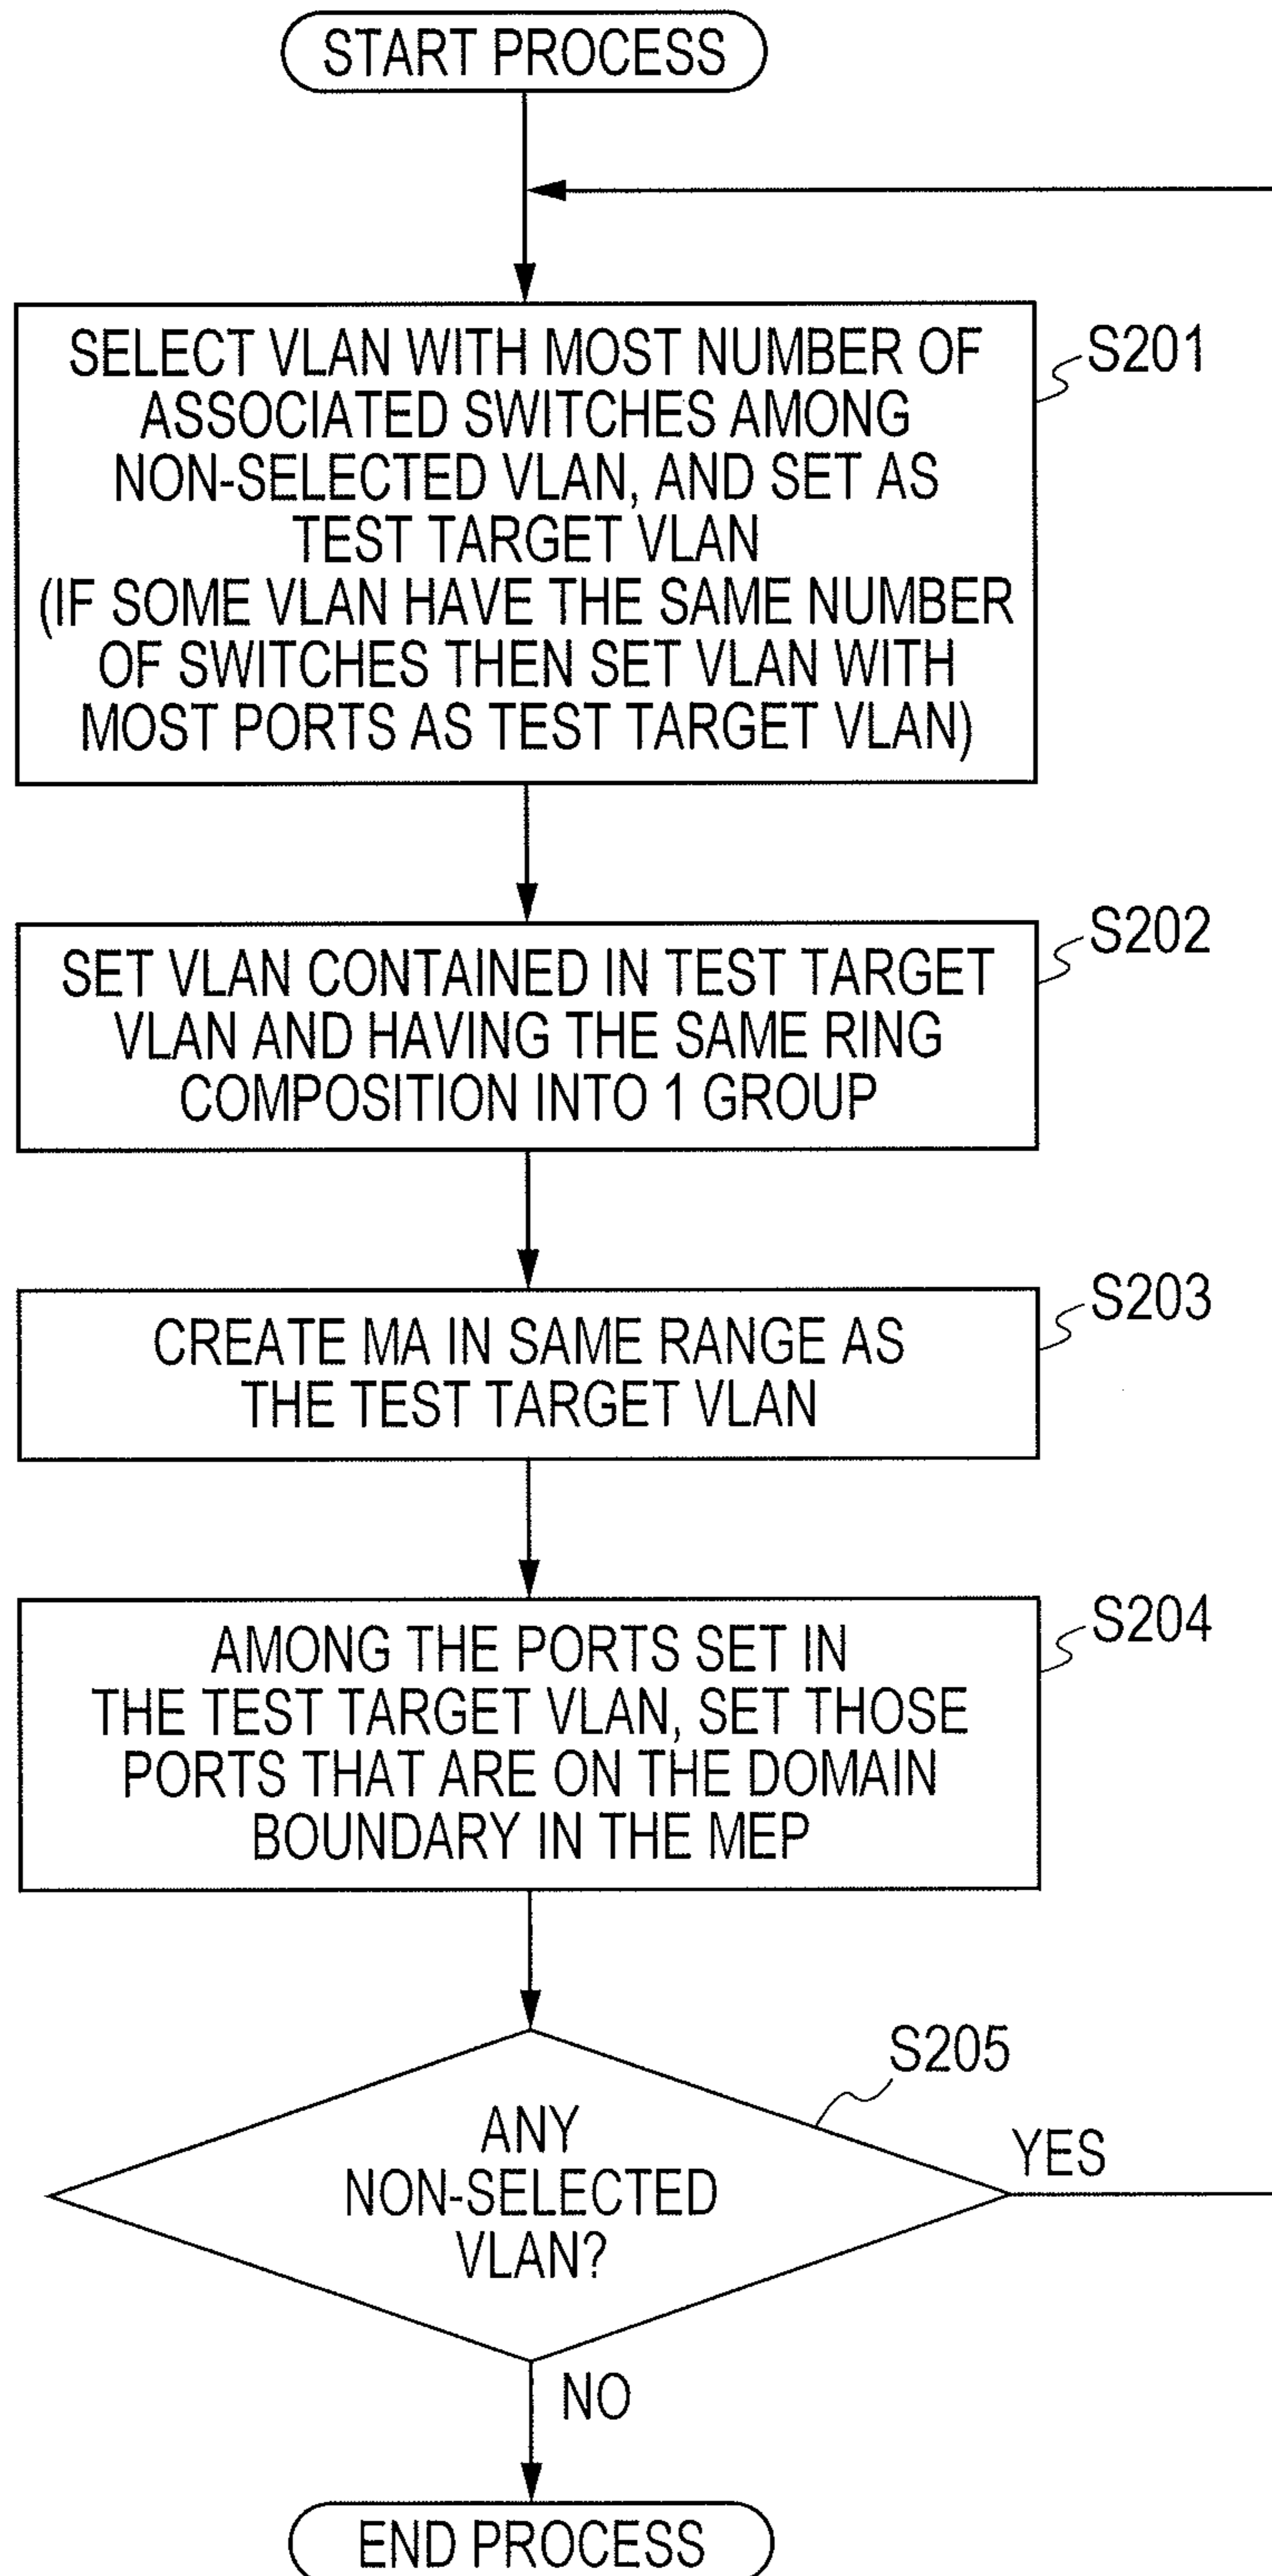 START PROCESS
SELECT VLAN WITH MOST NUMBER OF
ASSOCIATED SWITCHES AMONG
NON-SELECTED VLAN, AND SET AS
TEST TARGET VLAN
(IF SOME VLAN HAVE THE SAME NUMBER
OF SWITCHES THEN SET VLAN WITH
MOST PORTS AS TEST TARGET VLAN)
S201
SET VLAN CONTAINED IN TEST TARGET
VLAN AND HAVING THE SAME RING
COMPOSITION INTO 1 GROUP
S202
CREATE MA IN SAME RANGE AS
THE TEST TARGET VLAN
S203
AMONG THE PORTS SET IN
THE TEST TARGET VLAN, SET THOSE
PORTS THAT ARE ON THE DOMAIN
BOUNDARY IN THE MEP
S204
ANY
NON-SELECTED
VLAN?
S205
YES
NO
END PROCESS